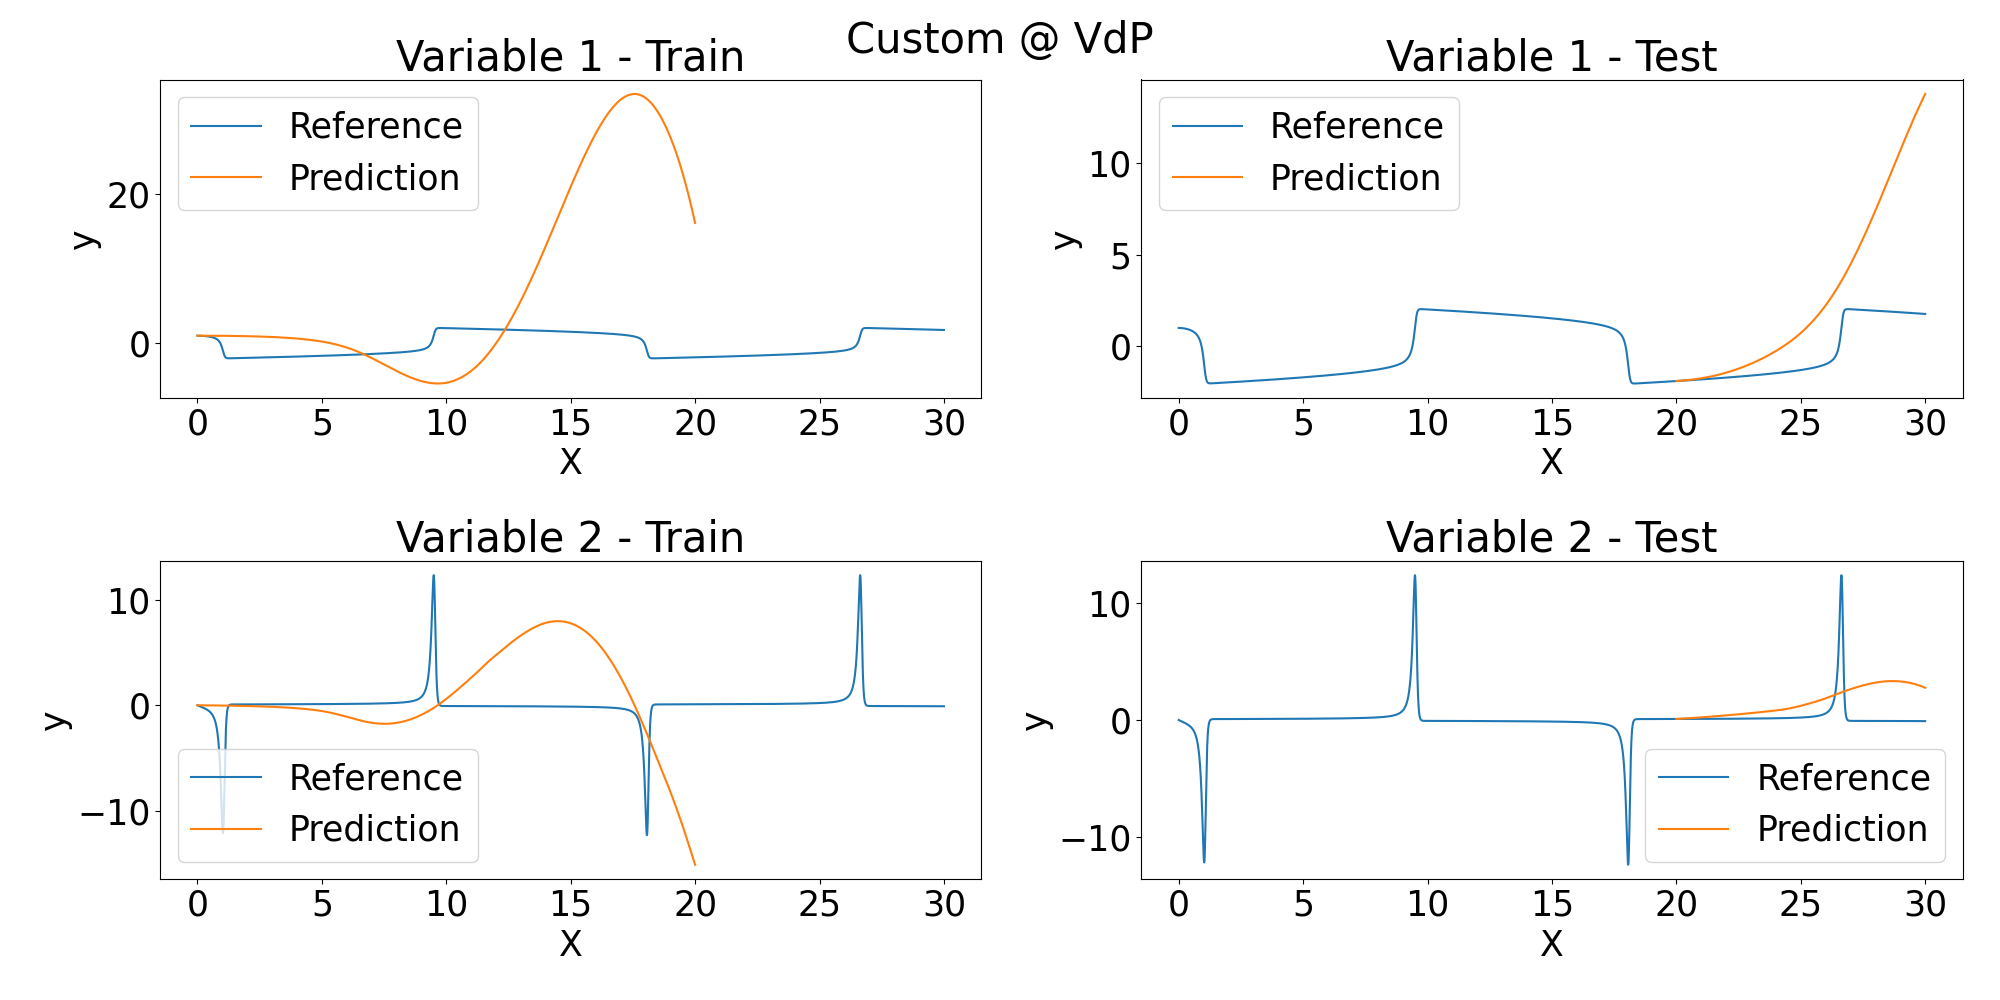 Custom @ VdP
Variable 1 - Train
Reference
Prediction
y
20
0
0 5 10 15 20 25 30
X
Variable 1 - Test
Reference
Prediction
y
10
5
0
0 5 10 15 20 25 30
X
Variable 2 - Train
y
10
0
−10
Reference
Prediction
0 5 10 15 20 25 30
X
Variable 2 - Test
y
10
0
−10
Reference
Prediction
0 5 10 15 20 25 30
X